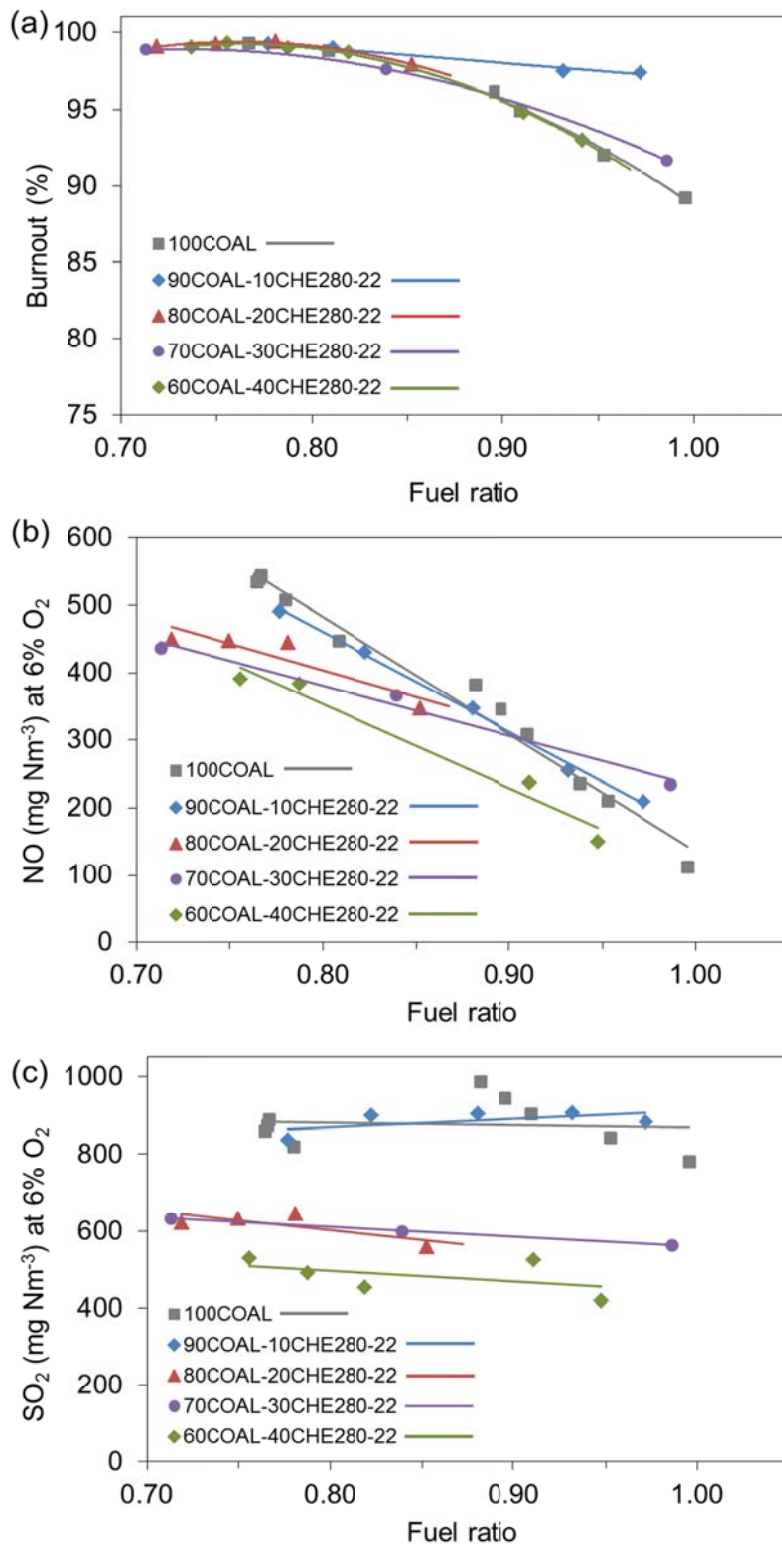 (a)
100
95
90
85
80
75
Burnout (%)
100COAL
90COAL-10CHE280-22
80COAL-20CHE280-22
70COAL-30CHE280-22
60COAL-40CHE280-22
0.70 0.80 0.90 1.00
Fuel ratio
(b)
600
500
400
300
200
100
0
NO (mg Nm⁻³) at 6% O₂
100COAL
90COAL-10CHE280-22
80COAL-20CHE280-22
70COAL-30CHE280-22
60COAL-40CHE280-22
0.70 0.80 0.90 1.00
Fuel ratio
(c)
1000
800
600
400
200
0
SO₂ (mg Nm⁻³) at 6% O₂
100COAL
90COAL-10CHE280-22
80COAL-20CHE280-22
70COAL-30CHE280-22
60COAL-40CHE280-22
0.70 0.80 0.90 1.00
Fuel ratio